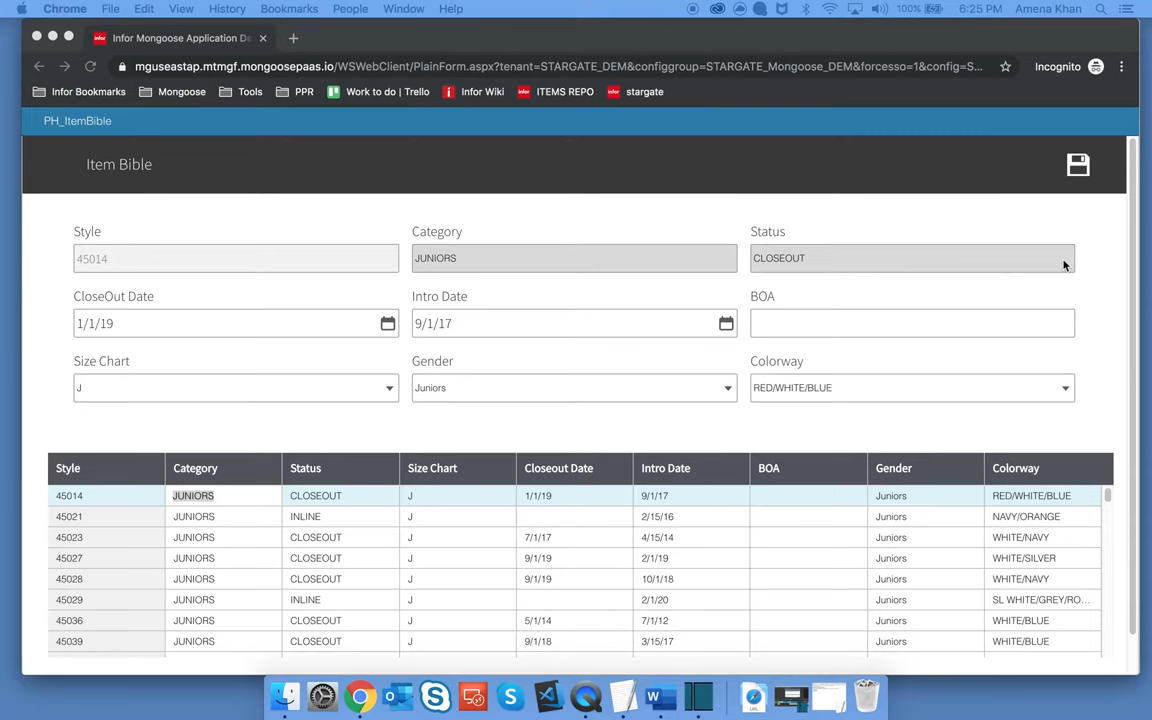 Chrome File Edit View History Bookmarks People Window Help 100% 6:25 PM Amena Khan
infor Infor Mongoose Application De
mguseastap.mtmgf.mongoosepaas.io/WSWebClient/PlainForm.aspx?tenant=STARGATE_DEM&configgroup=STARGATE_Mongoose_DEM&forcesso=1&config=S... Incognito
Infor Bookmarks Mongoose Tools PPR Work to do | Trello Infor Wiki infor ITEMS REPO infor stargate
PH_ItemBible
Item Bible
Style Category Status
45014 JUNIORS CLOSEOUT
CloseOut Date Intro Date BOA
1/1/19 9/1/17
Size Chart Gender Colorway
J Juniors RED/WHITE/BLUE
Style Category Status Size Chart Closeout Date Intro Date BOA Gender Colorway
45014 JUNIORS CLOSEOUT J 1/1/19 9/1/17 Juniors RED/WHITE/BLUE
45021 JUNIORS INLINE J 2/15/16 Juniors NAVY/ORANGE
45023 JUNIORS CLOSEOUT J 7/1/17 4/15/14 Juniors WHITE/NAVY
45027 JUNIORS CLOSEOUT J 9/1/19 2/1/19 Juniors WHITE/SILVER
45028 JUNIORS CLOSEOUT J 9/1/19 10/1/18 Juniors WHITE/NAVY
45029 JUNIORS INLINE J 2/1/20 Juniors SL WHITE/GREY/RO...
45036 JUNIORS CLOSEOUT J 5/1/14 7/1/12 Juniors WHITE/BLUE
45039 JUNIORS CLOSEOUT J 9/1/18 3/15/17 Juniors WHITE/BLUE